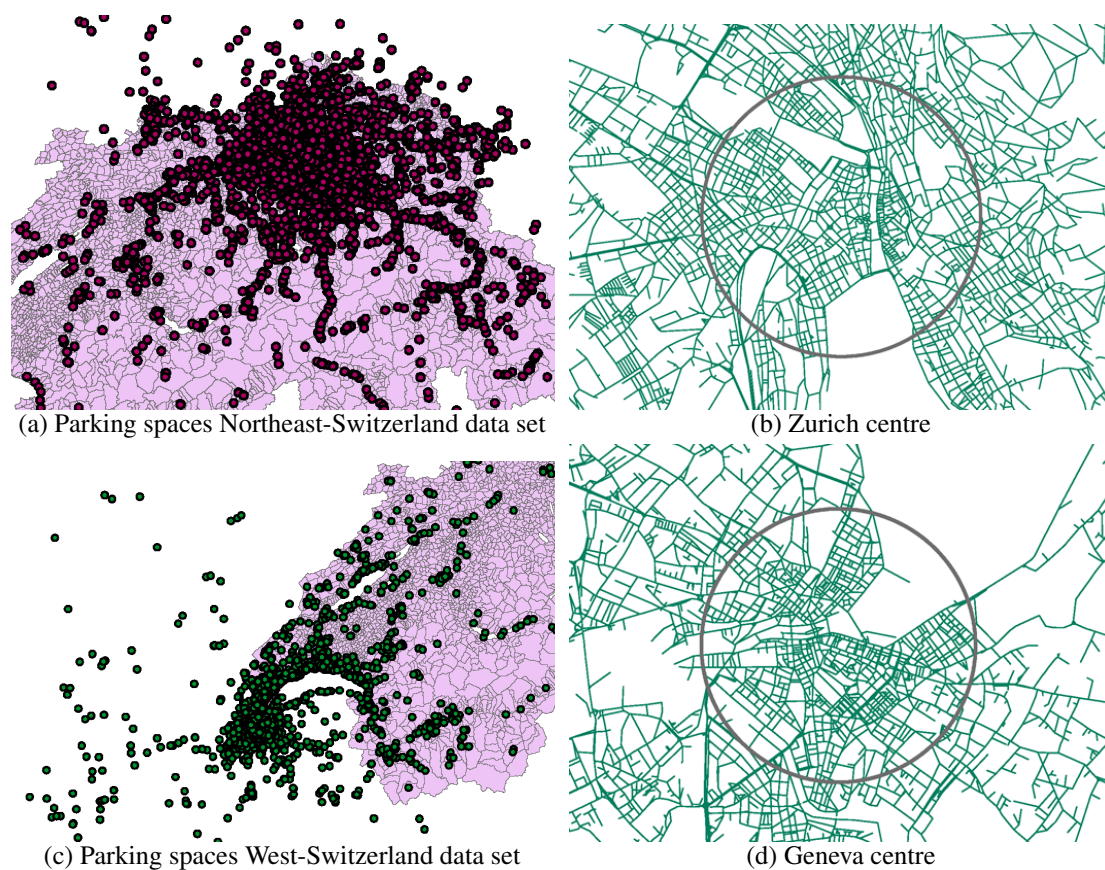 (a) Parking spaces Northeast-Switzerland data set
(b) Zurich centre
(c) Parking spaces West-Switzerland data set
(d) Geneva centre